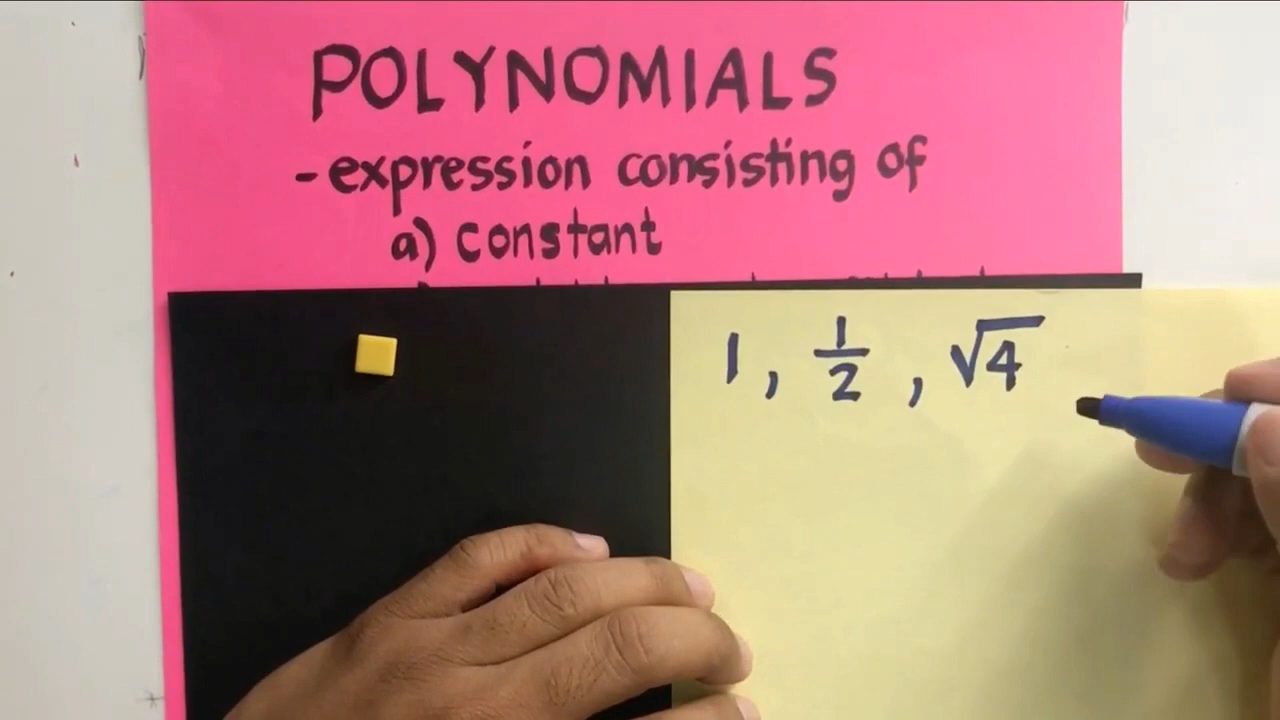 POLYNOMIALS
- expression consisting of
a) constant
1, 1/2, √4